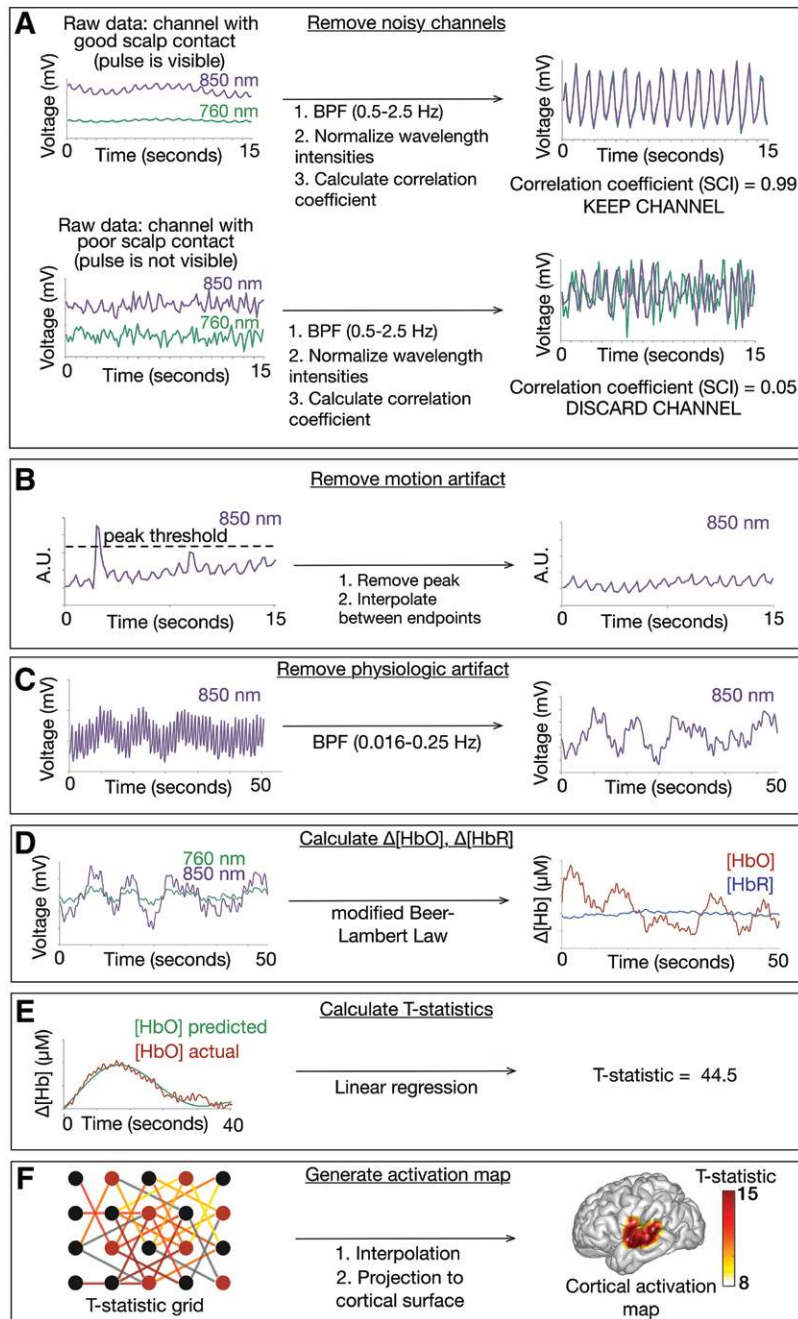 A
Remove noisy channels
Raw data: channel with
good scalp contact
(pulse is visible)
850 nm
760 nm
Voltage (mV)
0
15
Time (seconds)
1. BPF (0.5-2.5 Hz)
2. Normalize wavelength
intensities
3. Calculate correlation
coefficient
Voltage (mV)
0
15
Time (seconds)
Correlation coefficient (SCI) = 0.99
KEEP CHANNEL
Raw data: channel with
poor scalp contact
(pulse is not visible)
850 nm
760 nm
Voltage (mV)
0
15
Time (seconds)
1. BPF (0.5-2.5 Hz)
2. Normalize wavelength
intensities
3. Calculate correlation
coefficient
Voltage (mV)
0
15
Time (seconds)
Correlation coefficient (SCI) = 0.05
DISCARD CHANNEL
B
Remove motion artifact
850 nm
peak threshold
A.U.
0
15
Time (seconds)
1. Remove peak
2. Interpolate
between endpoints
850 nm
A.U.
0
15
Time (seconds)
C
Remove physiologic artifact
850 nm
Voltage (mV)
0
50
Time (seconds)
BPF (0.016-0.25 Hz)
850 nm
Voltage (mV)
0
50
Time (seconds)
D
Calculate Δ[HbO], Δ[HbR]
760 nm
850 nm
Voltage (mV)
0
50
Time (seconds)
modified Beer-
Lambert Law
[HbO]
[HbR]
Δ[Hb] (µM)
0
50
Time (seconds)
E
Calculate T-statistics
[HbO] predicted
[HbO] actual
Δ[Hb] (µM)
0
40
Time (seconds)
Linear regression
T-statistic = 44.5
F
Generate activation map
T-statistic grid
1. Interpolation
2. Projection to
cortical surface
T-statistic
15
8
Cortical activation
map